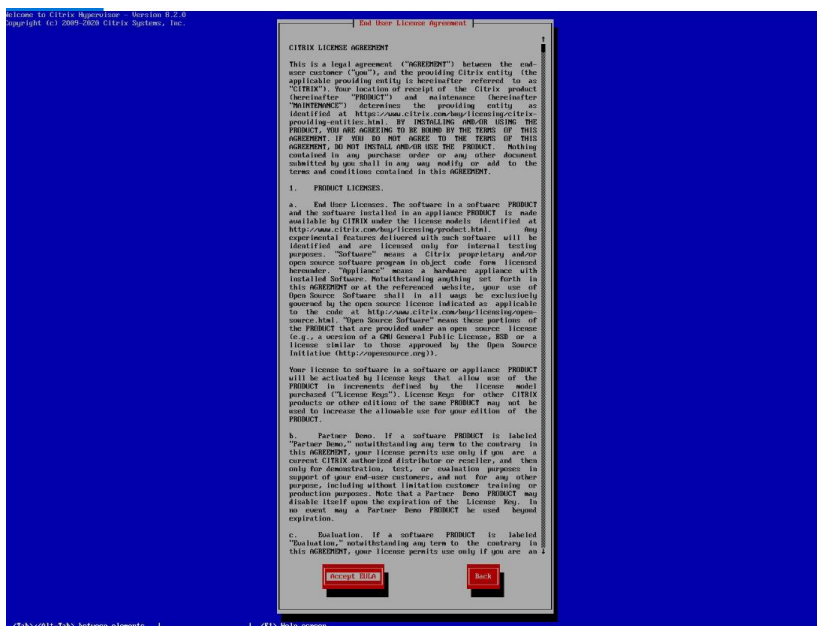 Welcome to Citrix Hypervisor - Version 8.2.0
Copyright (c) 2009-2020 Citrix Systems, Inc.
End User License Agreement
CITRIX LICENSE AGREEMENT
This is a legal agreement ("AGREEMENT") between the end-
user customer ("you"), and the providing Citrix entity (the
applicable providing entity is hereinafter referred to as
"CITRIX"). Your location of receipt of the Citrix product
(hereinafter "PRODUCT") and maintenance (hereinafter
"MAINTENANCE") determines the providing entity as
identified at https://www.citrix.com/buy/licensing/citrix-
providing-entities.html. BY INSTALLING AND/OR USING THE
PRODUCT, YOU ARE AGREEING TO BE BOUND BY THE TERMS OF THIS
AGREEMENT. IF YOU DO NOT AGREE TO THE TERMS OF THIS
AGREEMENT, DO NOT INSTALL AND/OR USE THE PRODUCT. Nothing
contained in any purchase order or any other document
submitted by you shall in any way modify or add to the
terms and conditions contained in this AGREEMENT.
1. PRODUCT LICENSES.
a. End User Licenses. The software in a software PRODUCT
and the software installed in an appliance PRODUCT is made
available by CITRIX under the license models identified at
http://www.citrix.com/buy/licensing/product.html. Any
experimental features delivered with such software will be
identified and are licensed only for internal testing
purposes. "Software" means a Citrix proprietary and/or
open source software program in object code form licensed
hereunder. "Appliance" means a hardware appliance with
installed Software. Notwithstanding anything set forth in
this AGREEMENT or at the referenced website, your use of
Open Source Software shall in all ways be exclusively
governed by the open source license indicated as applicable
to the code at http://www.citrix.com/buy/licensing/open-
source.html. "Open Source Software" means those portions of
the PRODUCT that are provided under an open source license
(e.g., a version of a GNU General Public License, BSD or a
license similar to those approved by the Open Source
Initiative (http://opensource.org)).
Your license to software in a software or appliance PRODUCT
will be activated by license keys that allow use of the
PRODUCT in increments defined by the license model
purchased ("License Keys"). License Keys for other CITRIX
products or other editions of the same PRODUCT may not be
used to increase the allowable use for your edition of the
PRODUCT.
b. Partner Demo. If a software PRODUCT is labeled
"Partner Demo," notwithstanding any term to the contrary in
this AGREEMENT, your license permits use only if you are a
current CITRIX authorized distributor or reseller, and then
only for demonstration, test, or evaluation purposes in
support of your end-user customers, and not for any other
purpose, including without limitation customer training or
production purposes. Note that a Partner Demo PRODUCT may
disable itself upon the expiration of the License Key. In
no event may a Partner Demo PRODUCT be used beyond
expiration.
c. Evaluation. If a software PRODUCT is labeled
"Evaluation," notwithstanding any term to the contrary in
this AGREEMENT, your license permits use only if you are an
Accept EULA
Back
<Tab>/<Alt-Tab> between elements | | <F1> Help screen